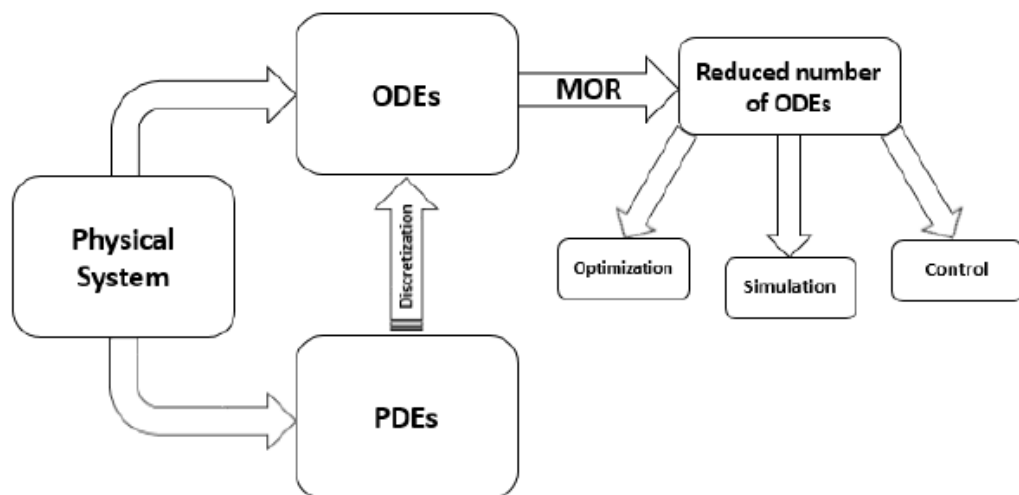 ODEs
MOR
Reduced number
of ODEs
Physical
System
Discretization
Optimization
Simulation
Control
PDEs